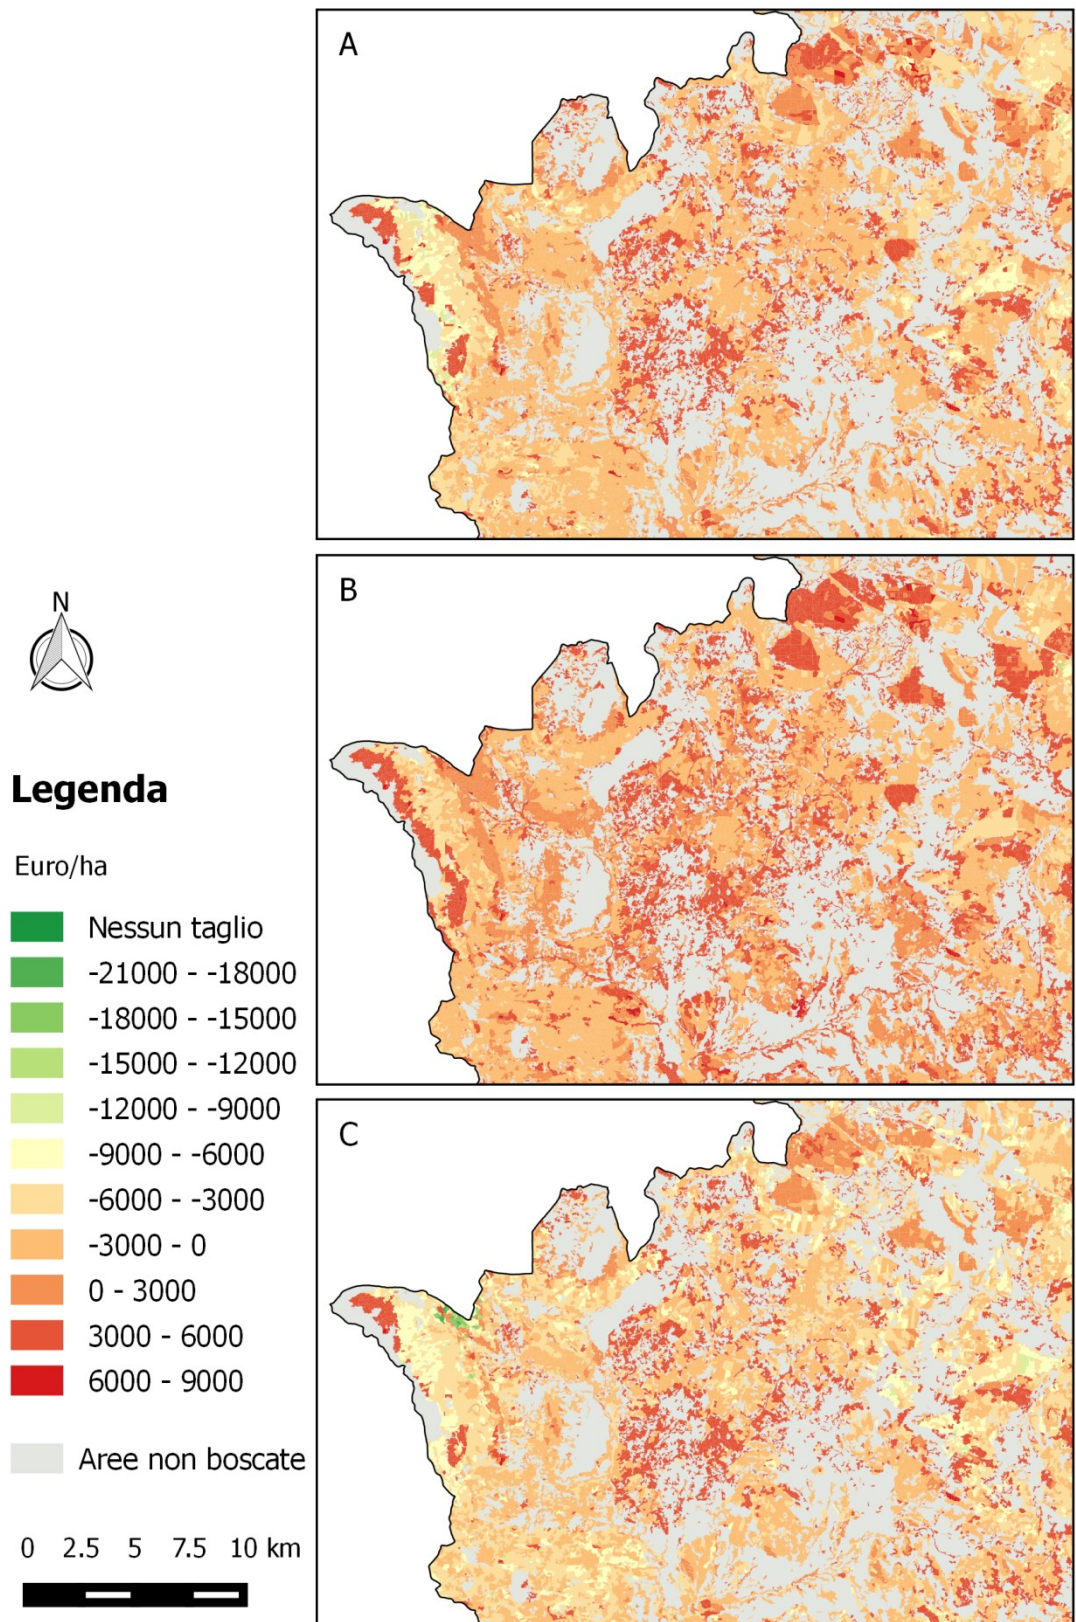 A
B
C
N
Legenda
Euro/ha
Nessun taglio
-21000 - -18000
-18000 - -15000
-15000 - -12000
-12000 - -9000
-9000 - -6000
-6000 - -3000
-3000 - 0
0 - 3000
3000 - 6000
6000 - 9000
Aree non boscate
0 2.5 5 7.5 10 km